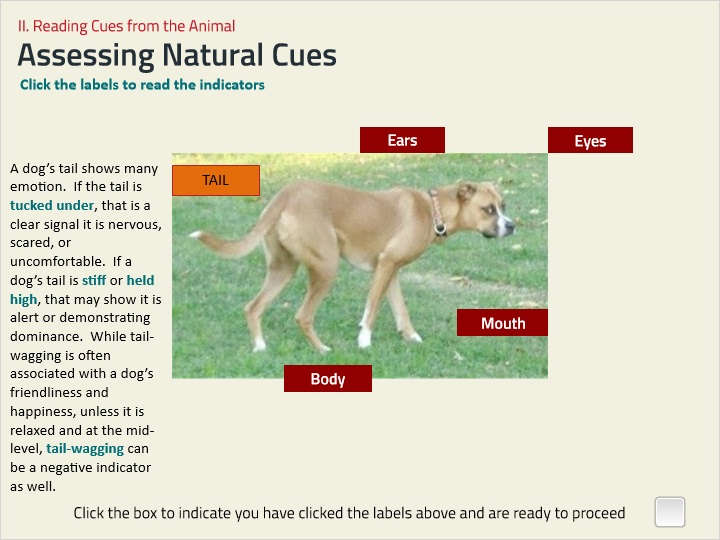 II. Reading Cues from the Animal
Assessing Natural Cues
Click the labels to read the indicators
Ears
Eyes
TAIL
A dog's tail shows many
emotion.  If the tail is
tucked under, that is a
clear signal it is nervous,
scared, or
uncomfortable.  If a
dog's tail is stiff or held
high, that may show it is
alert or demonstrating
dominance.  While tail-
wagging is often
associated with a dog's
friendliness and
happiness, unless it is
relaxed and at the mid-
level, tail-wagging can
be a negative indicator
as well.
Mouth
Body
Click the box to indicate you have clicked the labels above and are ready to proceed